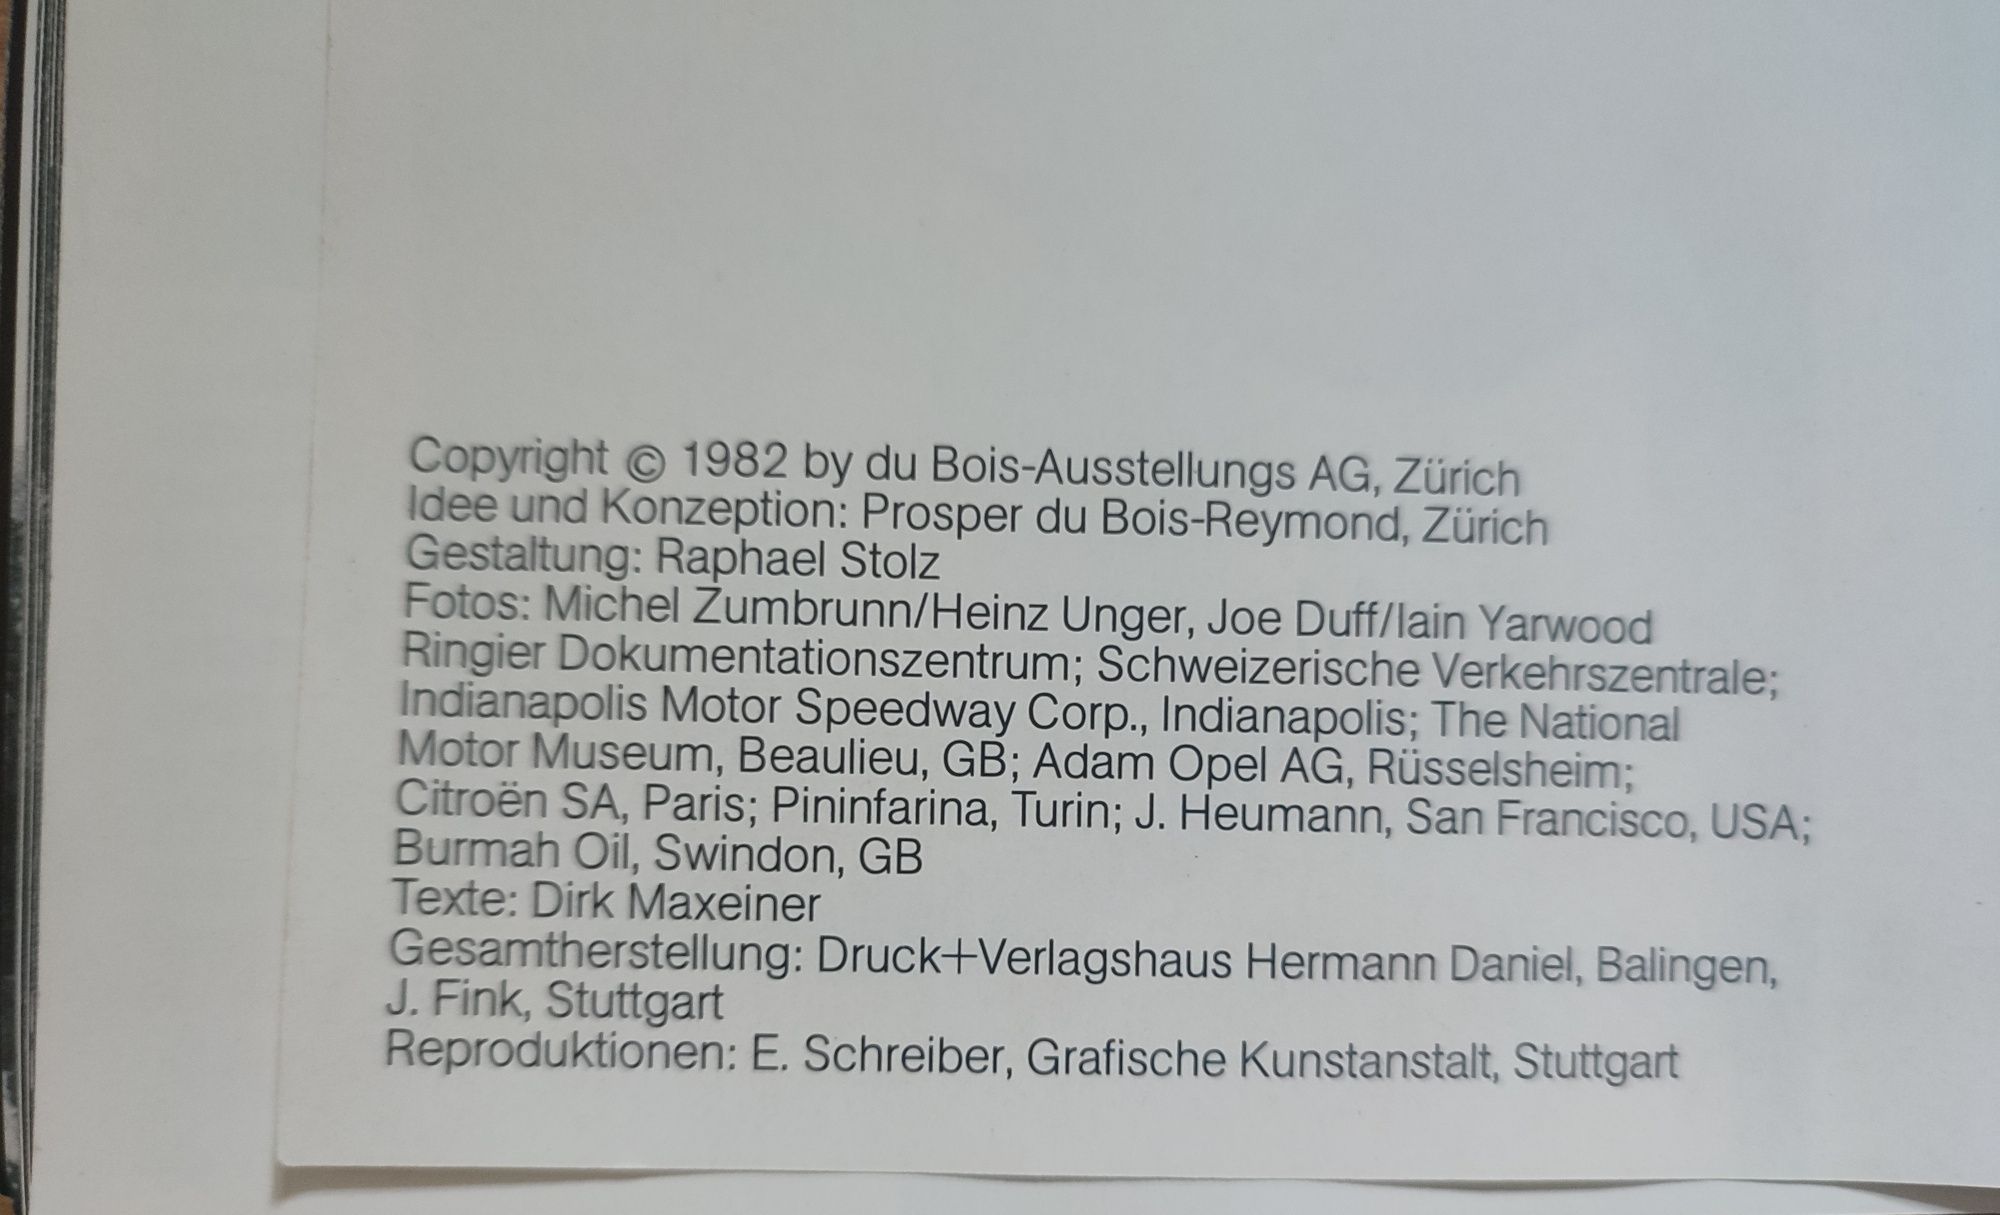 Copyright © 1982 by du Bois-Ausstellungs AG, Zürich
Idee und Konzeption: Prosper du Bois-Reymond, Zürich
Gestaltung: Raphael Stolz
Fotos: Michel Zumbrunn/Heinz Unger, Joe Duff/Iain Yarwood
Ringier Dokumentationszentrum; Schweizerische Verkehrszentrale;
Indianapolis Motor Speedway Corp., Indianapolis; The National
Motor Museum, Beaulieu, GB; Adam Opel AG, Rüsselsheim;
Citroën SA, Paris; Pininfarina, Turin; J. Heumann, San Francisco, USA;
Burmah Oil, Swindon, GB
Texte: Dirk Maxeiner
Gesamtherstellung: Druck+Verlagshaus Hermann Daniel, Balingen,
J. Fink, Stuttgart
Reproduktionen: E. Schreiber, Grafische Kunstanstalt, Stuttgart